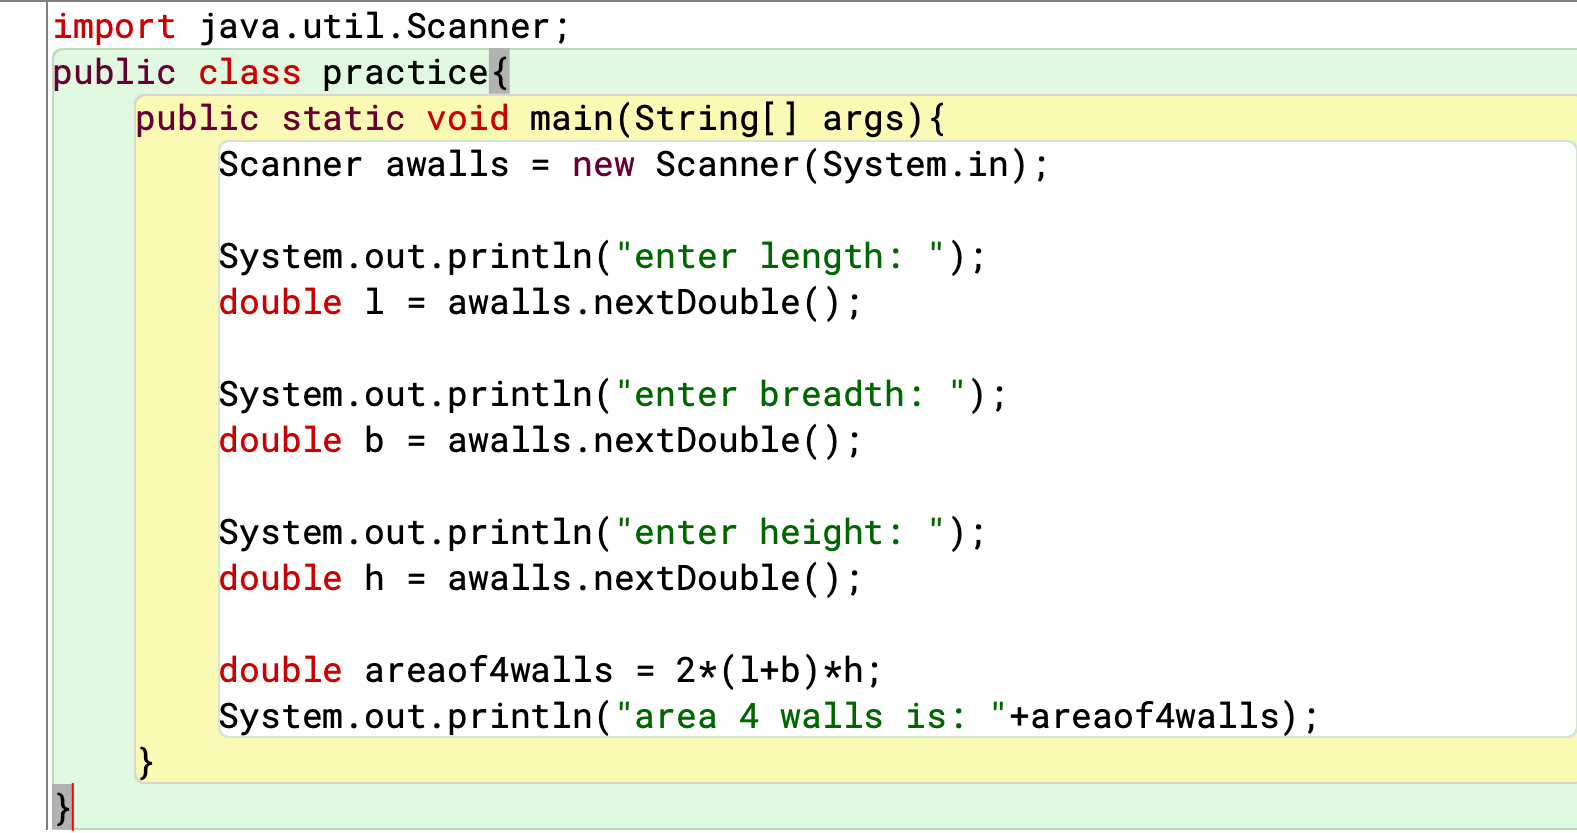 import java.util.Scanner;
public class practice{
public static void main(String[] args){
Scanner awalls = new Scanner(System.in);
System.out.println("enter length: ");
double l = awalls.nextDouble();
System.out.println("enter breadth: ");
double b = awalls.nextDouble();
System.out.println("enter height: ");
double h = awalls.nextDouble();
double areaof4walls = 2*(l+b)*h;
System.out.println("area 4 walls is: "+areaof4walls);
}
}